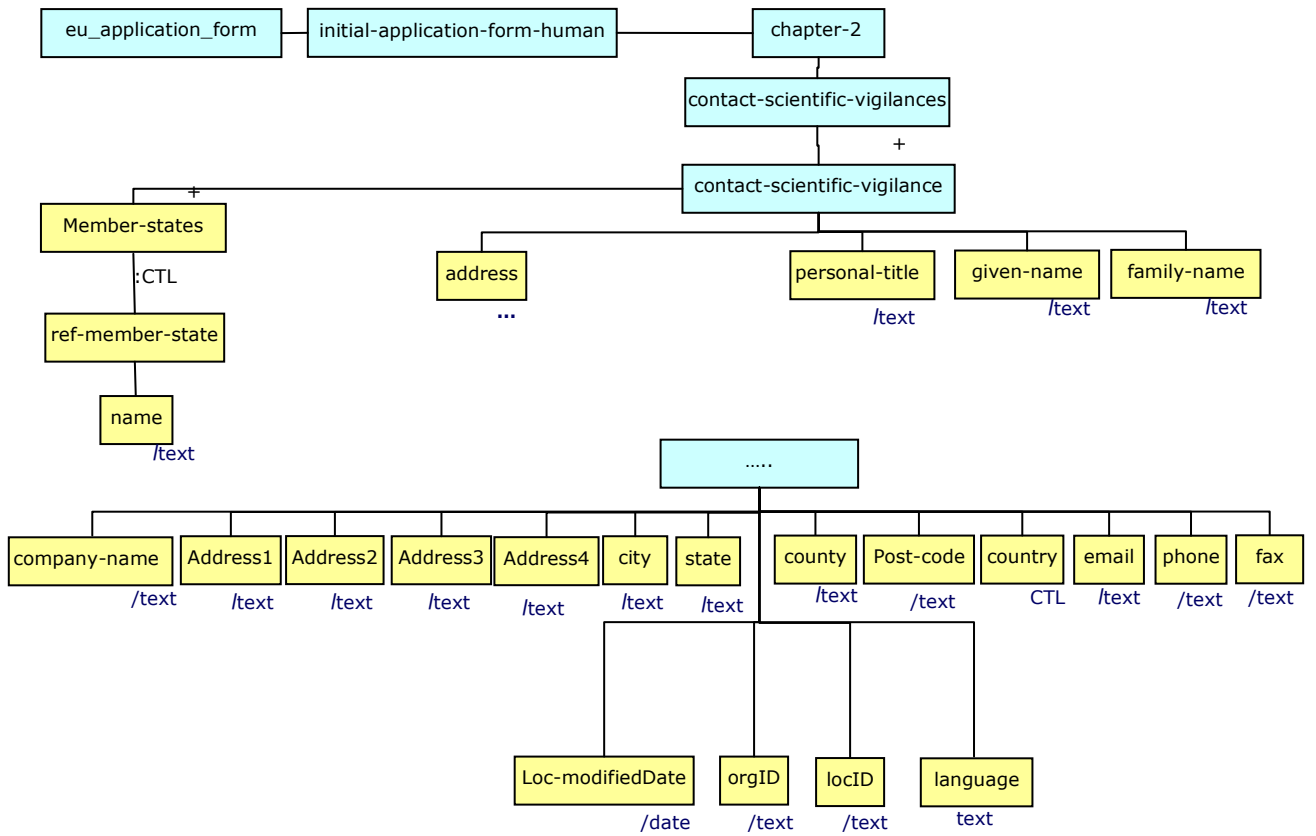 eu_application_form
initial-application-form-human
chapter-2
contact-scientific-vigilances
+
contact-scientific-vigilance
+
Member-states
:CTL
address
...
personal-title
/text
given-name
/text
family-name
/text
ref-member-state
name
/text
…..
company-name
/text
Address1
/text
Address2
/text
Address3
/text
Address4
/text
city
/text
state
/text
county
/text
Post-code
/text
country
CTL
email
/text
phone
/text
fax
/text
Loc-modifiedDate
/date
orgID
/text
locID
/text
language
text